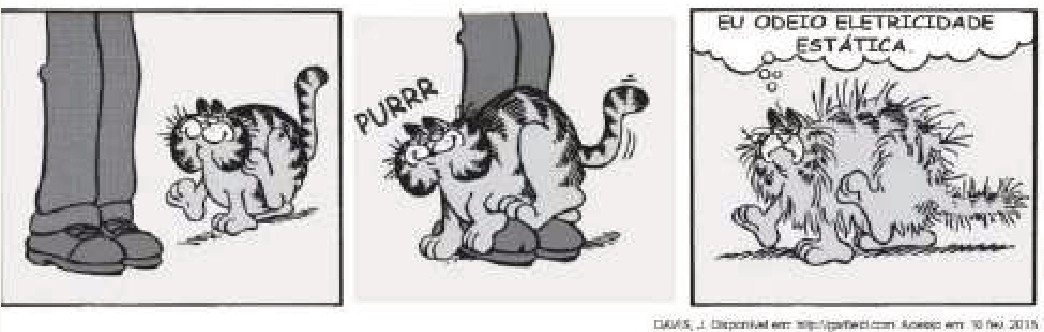 PURRR
EU ODEIO ELETRICIDADE
ESTÁTICA.
DAVIS, J. Disponível em: http://garfield.com. Acesso em: 10 fev. 2015.